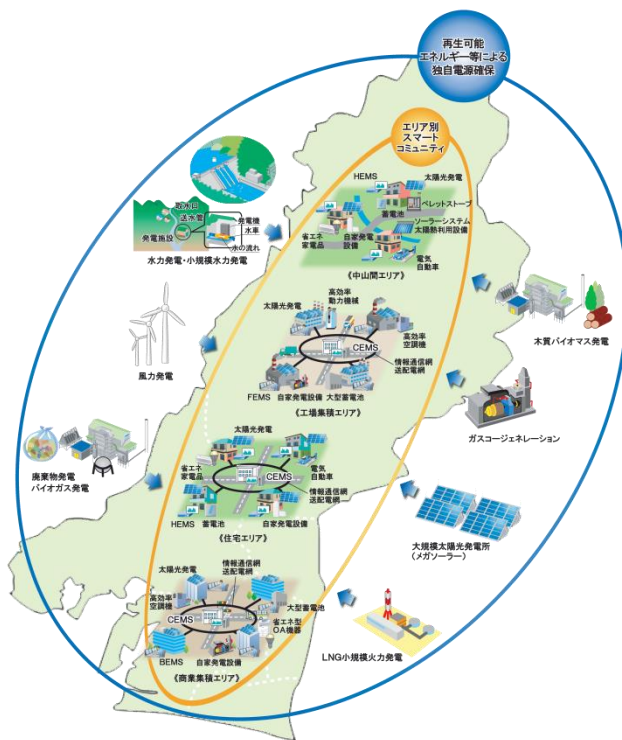 再生可能
エネルギー等による
独自電源確保
エリア別
スマート
コミュニティ
HEMS
太陽光発電
蓄電池
ペレットストーブ
ソーラーシステム
太陽熱利用設備
省エネ
家電品
自家発電
設備
電気
自動車
《中山間エリア》
取水口
送水管
発電施設
発電機
水車
水の流れ
水力発電・小規模水力発電
風力発電
木質バイオマス発電
太陽光発電
高効率
動力機械
高効率
空調機
CEMS
情報通信網
送配電網
FEMS
自家発電設備
大型蓄電池
《工場集積エリア》
ガスコージェネレーション
廃棄物発電
バイオガス発電
太陽光発電
省エネ
家電品
電気
自動車
CEMS
情報通信網
送配電網
HEMS
蓄電池
自家発電設備
《住宅エリア》
大規模太陽光発電所
(メガソーラー)
情報通信網
送配電網
太陽光発電
高効率
空調機
大型蓄電池
CEMS
省エネ型
OA機器
BEMS
自家発電設備
《商業集積エリア》
LNG小規模火力発電